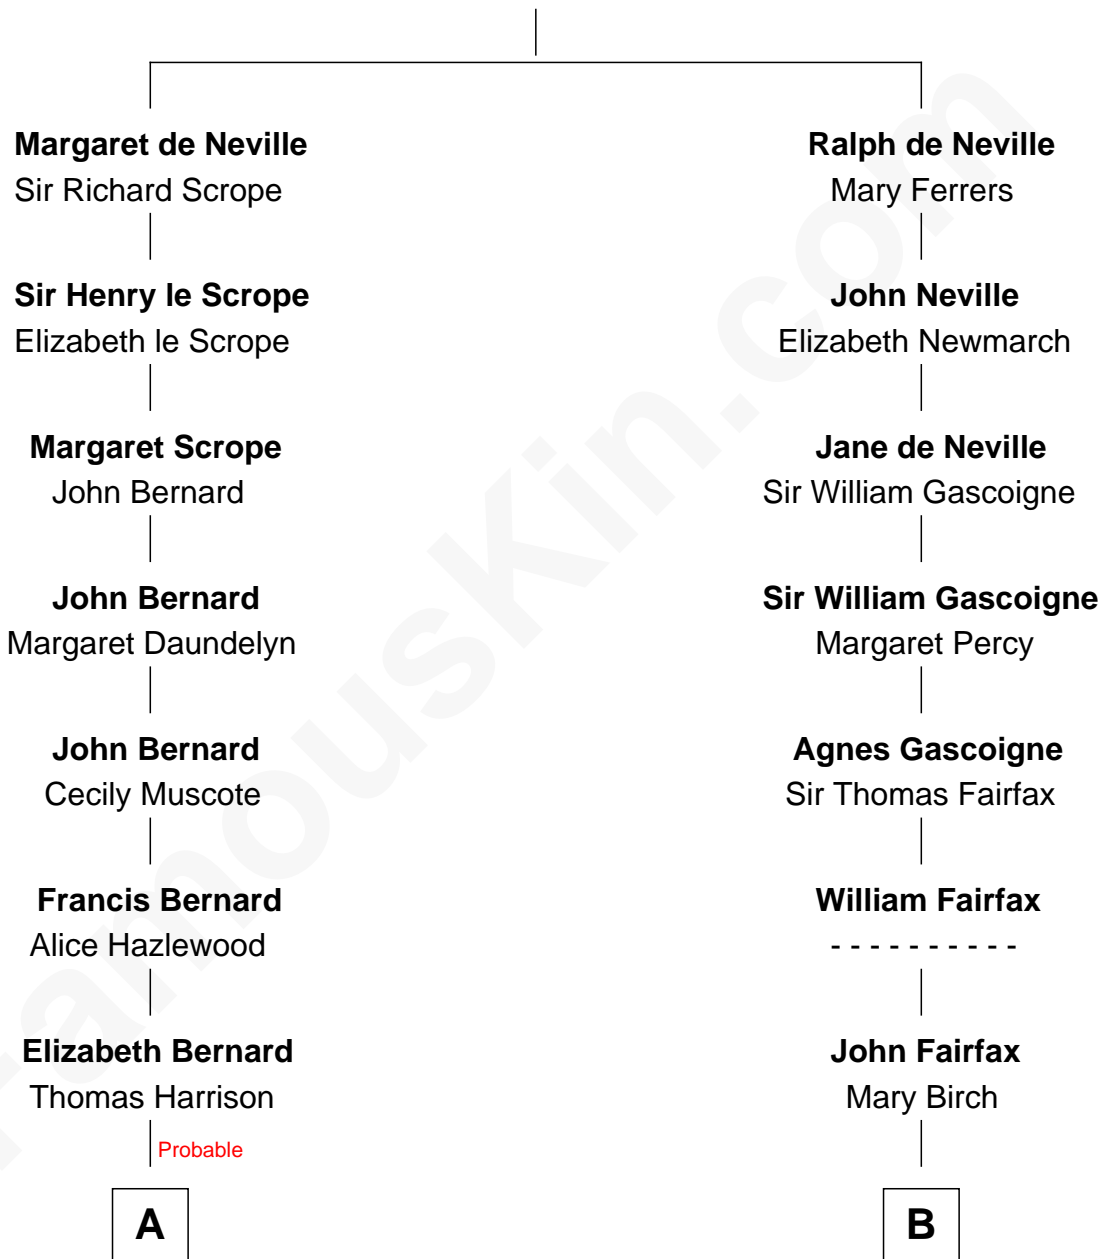 Margaret de Neville
Sir Richard Scrope
Ralph de Neville
Mary Ferrers
Sir Henry le Scrope
Elizabeth le Scrope
John Neville
Elizabeth Newmarch
Margaret Scrope
John Bernard
Jane de Neville
Sir William Gascoigne
John Bernard
Margaret Daundelyn
Sir William Gascoigne
Margaret Percy
John Bernard
Cecily Muscote
Agnes Gascoigne
Sir Thomas Fairfax
Francis Bernard
Alice Hazlewood
William Fairfax
- - - - - - - - - -
Elizabeth Bernard
Thomas Harrison
John Fairfax
Mary Birch
Probable
A
B
FamousKin.com